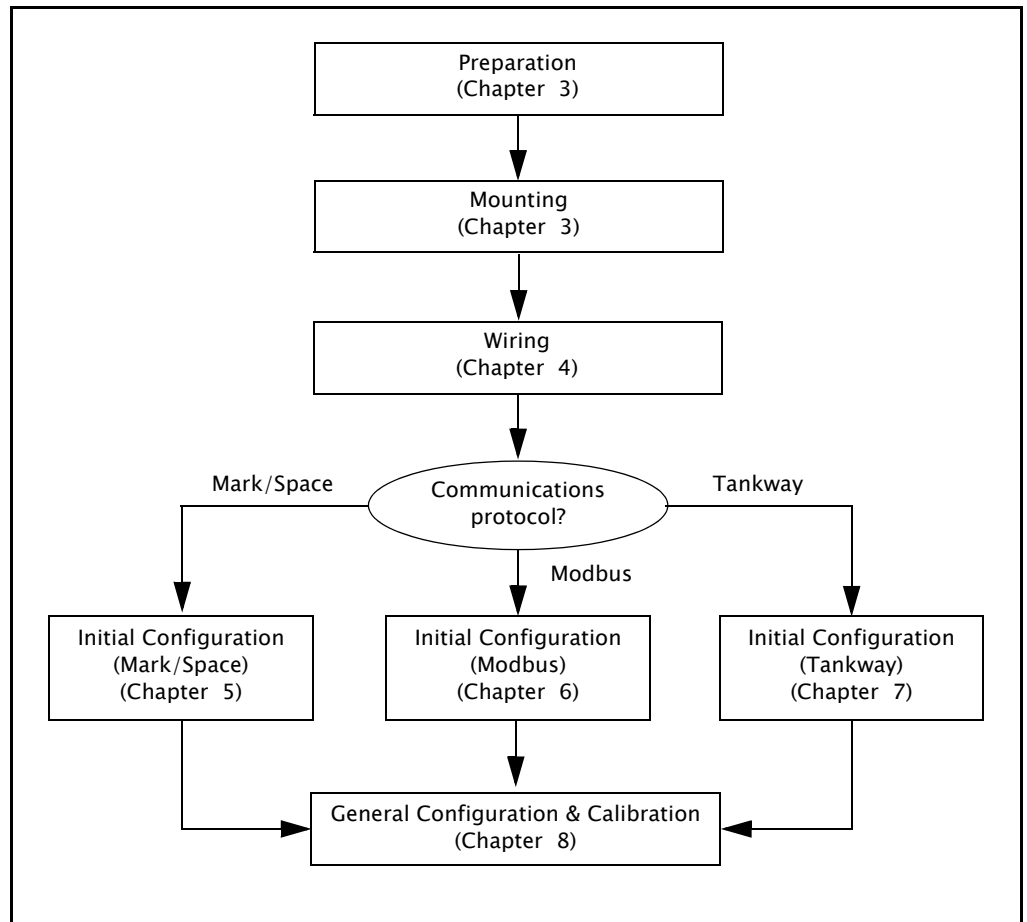 Preparation
(Chapter 3)
Mounting
(Chapter 3)
Wiring
(Chapter 4)
Mark/Space
Communications
protocol?
Tankway
Modbus
Initial Configuration
(Mark/Space)
(Chapter 5)
Initial Configuration
(Modbus)
(Chapter 6)
Initial Configuration
(Tankway)
(Chapter 7)
General Configuration & Calibration
(Chapter 8)